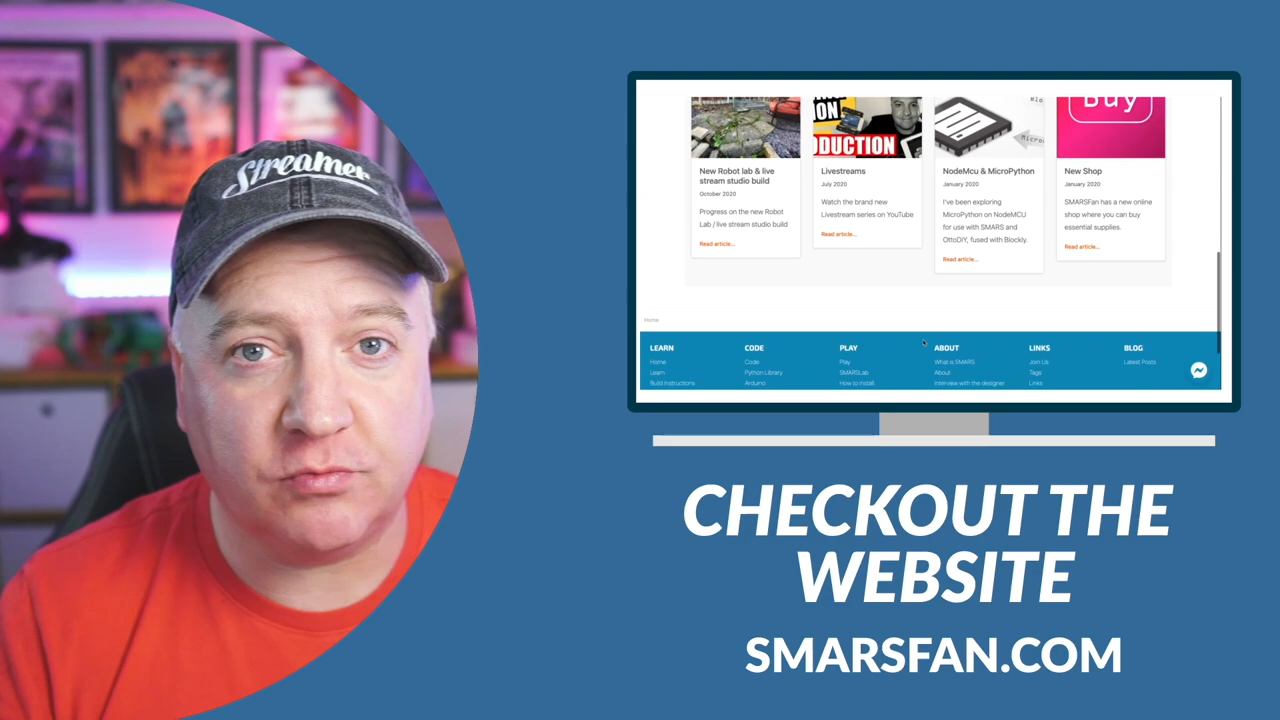 Streamer
ION
DUCTION
Buy
New Robot lab & live
stream studio build
October 2020
Progress on the new Robot
Lab / live stream studio build
Read article...
Livestreams
July 2020
Watch the brand new
Livestream series on YouTube
Read article...
NodeMcu & MicroPython
January 2020
I've been exploring
MicroPython on NodeMCU
for use with SMARS and
OttoDIY, fused with Blockly.
Read article...
New Shop
January 2020
SMARSFan has a new online
shop where you can buy
essential supplies.
Read article...
Home
LEARN
Home
Learn
Build Instructions
CODE
Code
Python Library
Arduino
PLAY
Play
SMARSLab
How to install
ABOUT
What is SMARS
About
Interview with the designer
LINKS
Join Us
Tags
Links
BLOG
Latest Posts
CHECKOUT THE
WEBSITE
SMARSFAN.COM